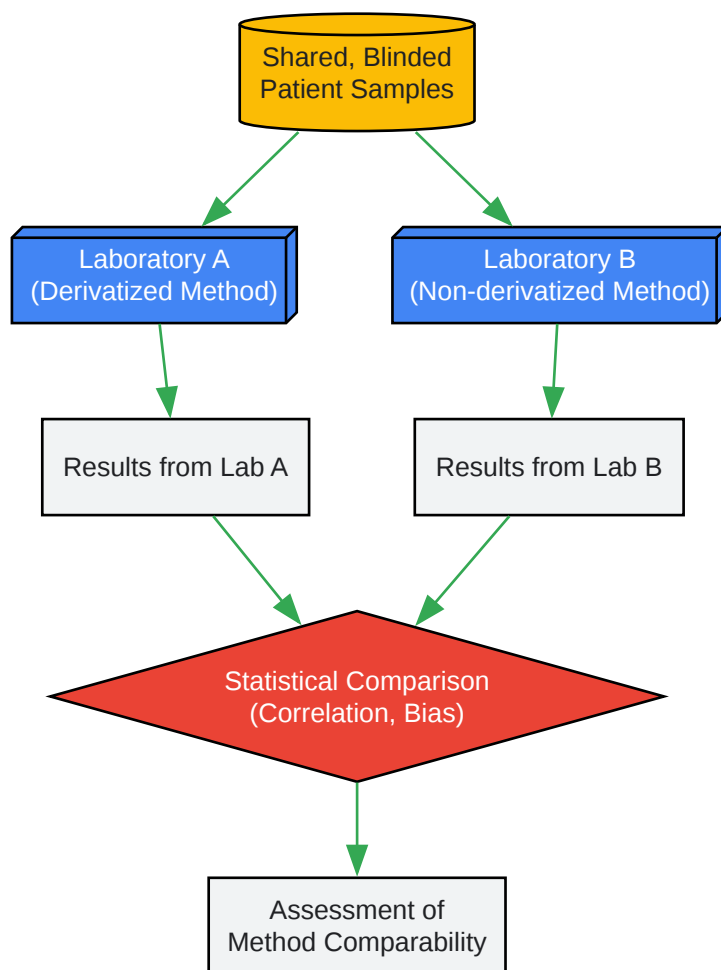 Shared, Blinded
Patient Samples
Laboratory A
(Derivatized Method)
Laboratory B
(Non-derivatized Method)
Results from Lab A
Results from Lab B
Statistical Comparison
(Correlation, Bias)
Assessment of
Method Comparability